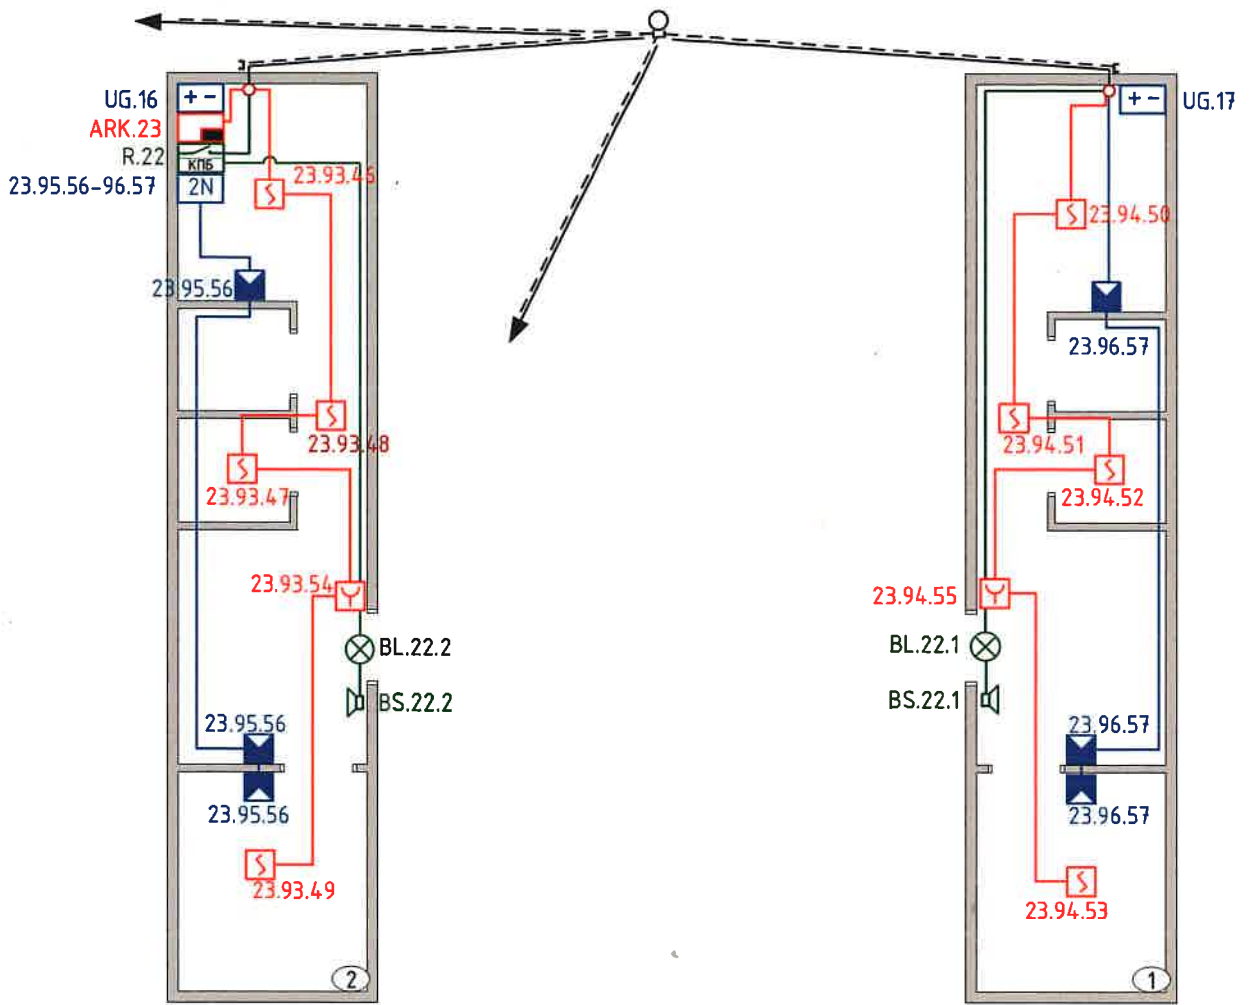 UG.16
+ -
ARK.23
R.22
КПБ
23.95.56-96.57
2N
23.93.46
23.95.56
23.93.48
23.93.47
23.93.54
BL.22.2
BS.22.2
23.95.56
23.95.56
23.93.49
2
+ -
UG.17
23.94.50
23.96.57
23.94.51
23.94.52
23.94.55
BL.22.1
BS.22.1
23.96.57
23.96.57
23.94.53
1